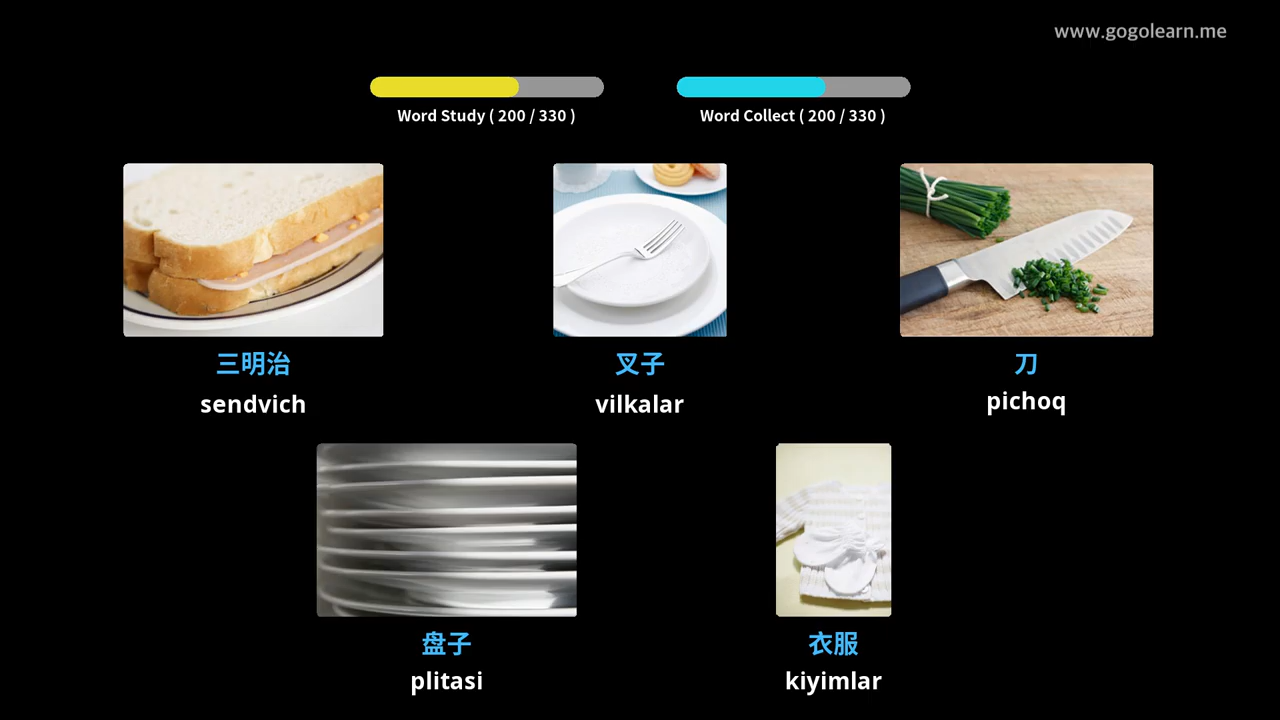 www.gogolearn.me
Word Study ( 200 / 330 )
Word Collect ( 200 / 330 )
三明治
sendvich
叉子
vilkalar
刀
pichoq
盘子
plitasi
衣服
kiyimlar